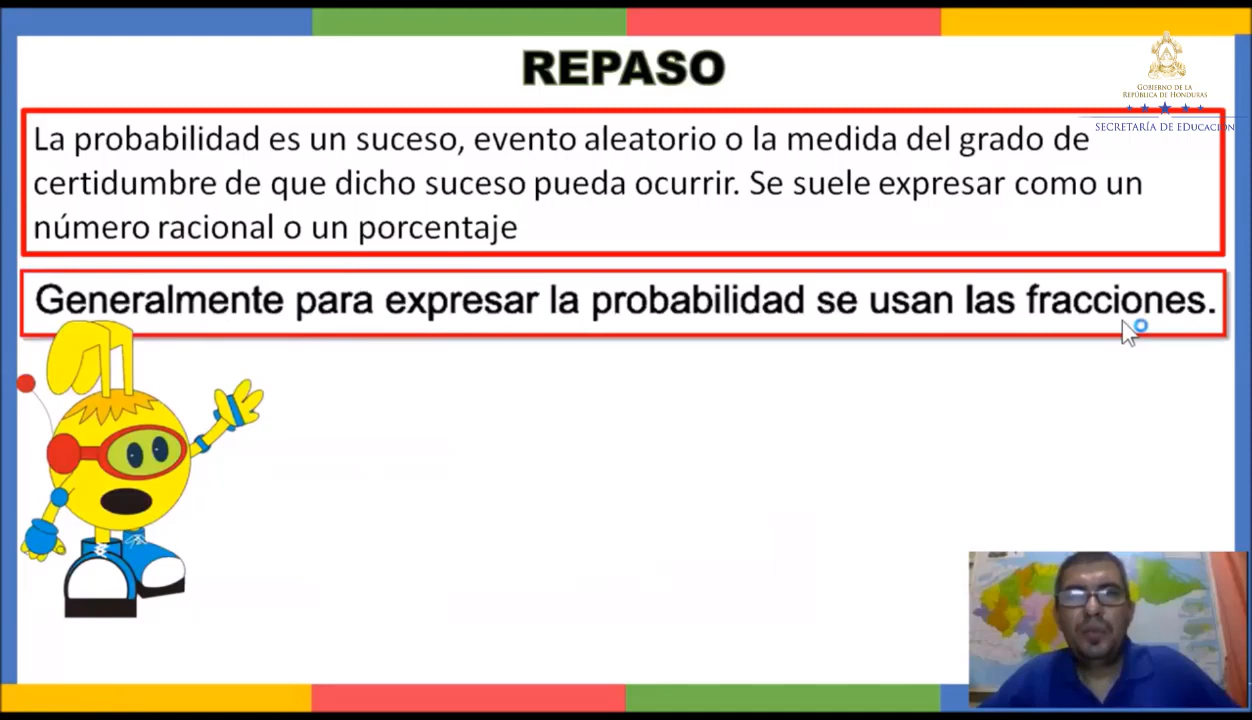 REPASO
GOBIERNO DE LA
REPÚBLICA DE HONDURAS
SECRETARÍA DE EDUCACIÓN
La probabilidad es un suceso, evento aleatorio o la medida del grado de
certidumbre de que dicho suceso pueda ocurrir. Se suele expresar como un
número racional o un porcentaje
Generalmente para expresar la probabilidad se usan las fracciones.